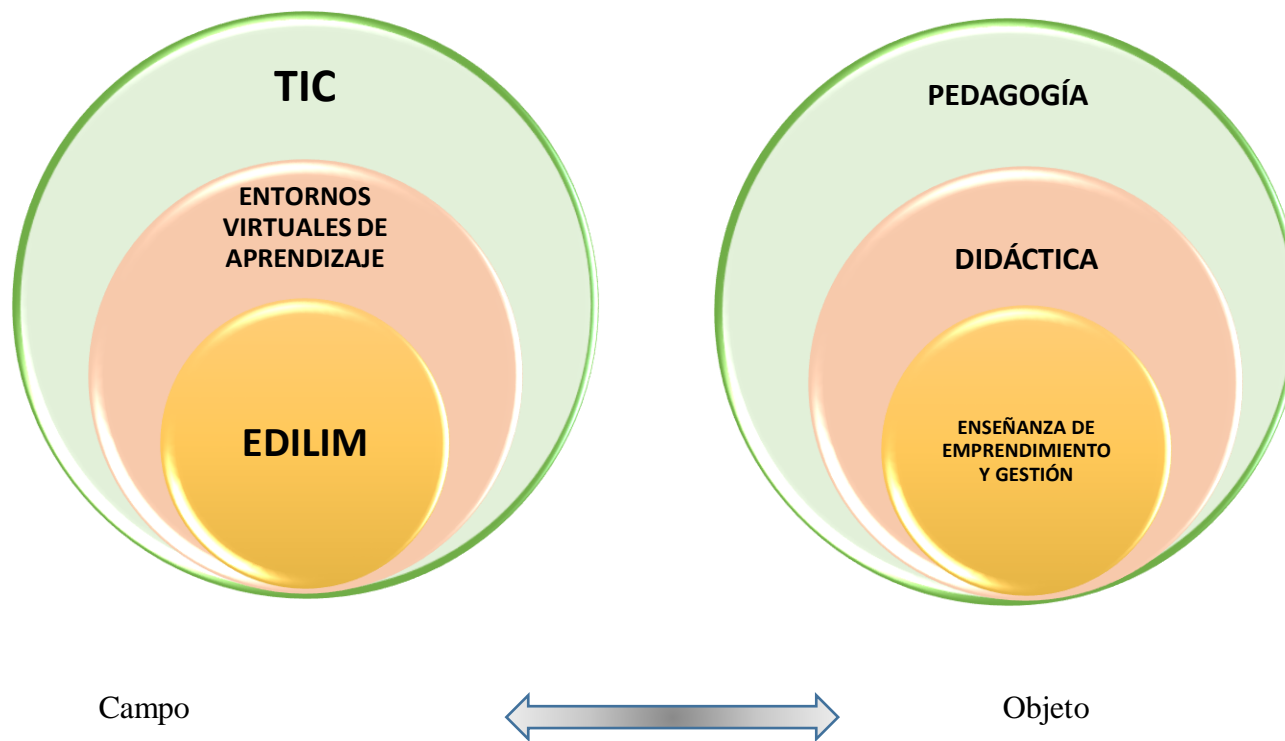 TIC
ENTORNOS
VIRTUALES DE
APRENDIZAJE
EDILIM
PEDAGOGÍA
DIDÁCTICA
ENSEÑANZA DE
EMPRENDIMIENTO
Y GESTIÓN
Campo
Objeto